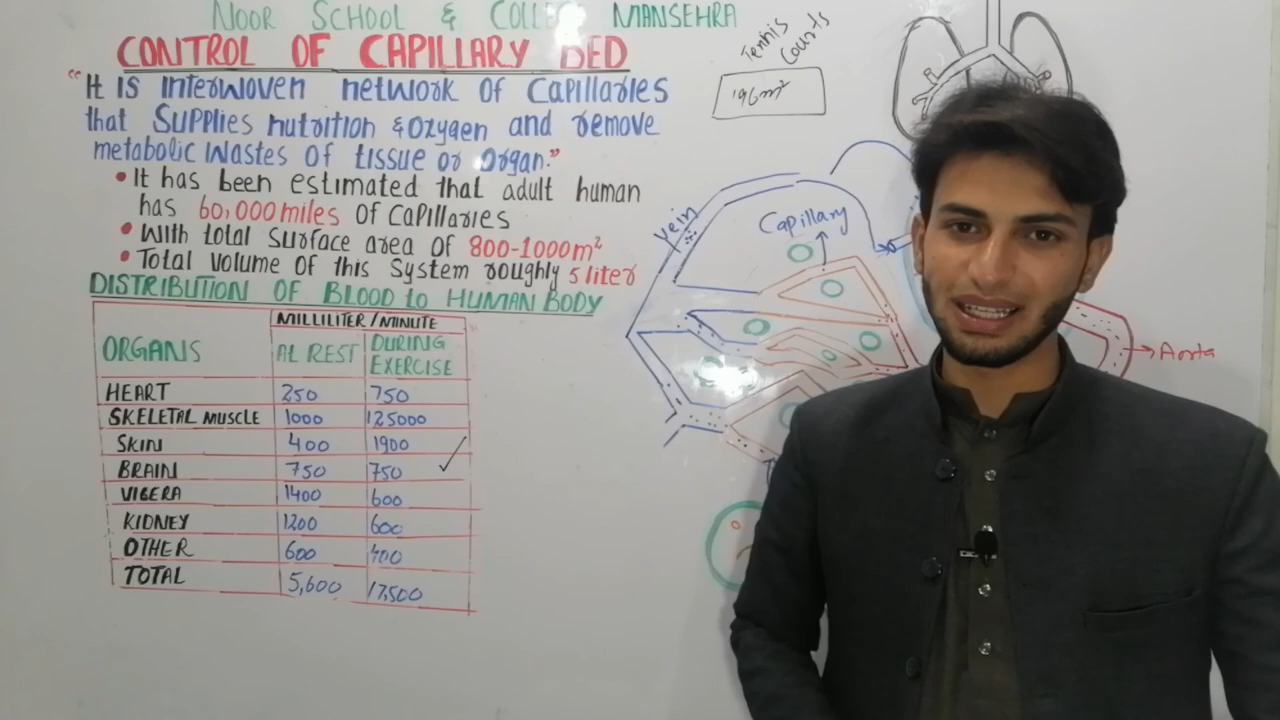 NOOR SCHOOL & COLLE MANSEHRA
CONTROL OF CAPILLARY BED
"It Is Interwoven network OF Capillaries
that Supplies nutrition & Oxygen and remove
metabolic Wastes OF tissue or Organ."
• It has been estimated that adult human
has 60,000 miles OF CaPillaries
• With total Surface area OF 800-1000m²
• Total Volume OF this System roughly 5 liter
DISTRIBUTION OF BLOOD to HUMAN BODY
ORGANS MILLILITER/MINUTE
At REST DURING EXERCISE
HEART 250 750
SKELETAL MUSCLE 1000 125000
SKIN 400 1900
BRAIN 750 750
VICERA 1400 600
KIDNEY 1200 600
OTHER 600 400
TOTAL 5,600 17,500
Tennis
Courts
196m²
Vein
Capillary
Aorta